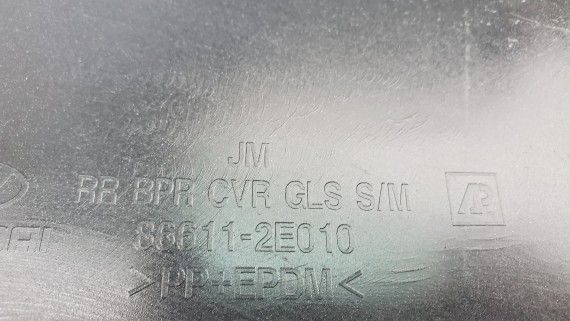 JM
RR BPR CVR GLS S/M
86611-2E010
>PP+EPDM<